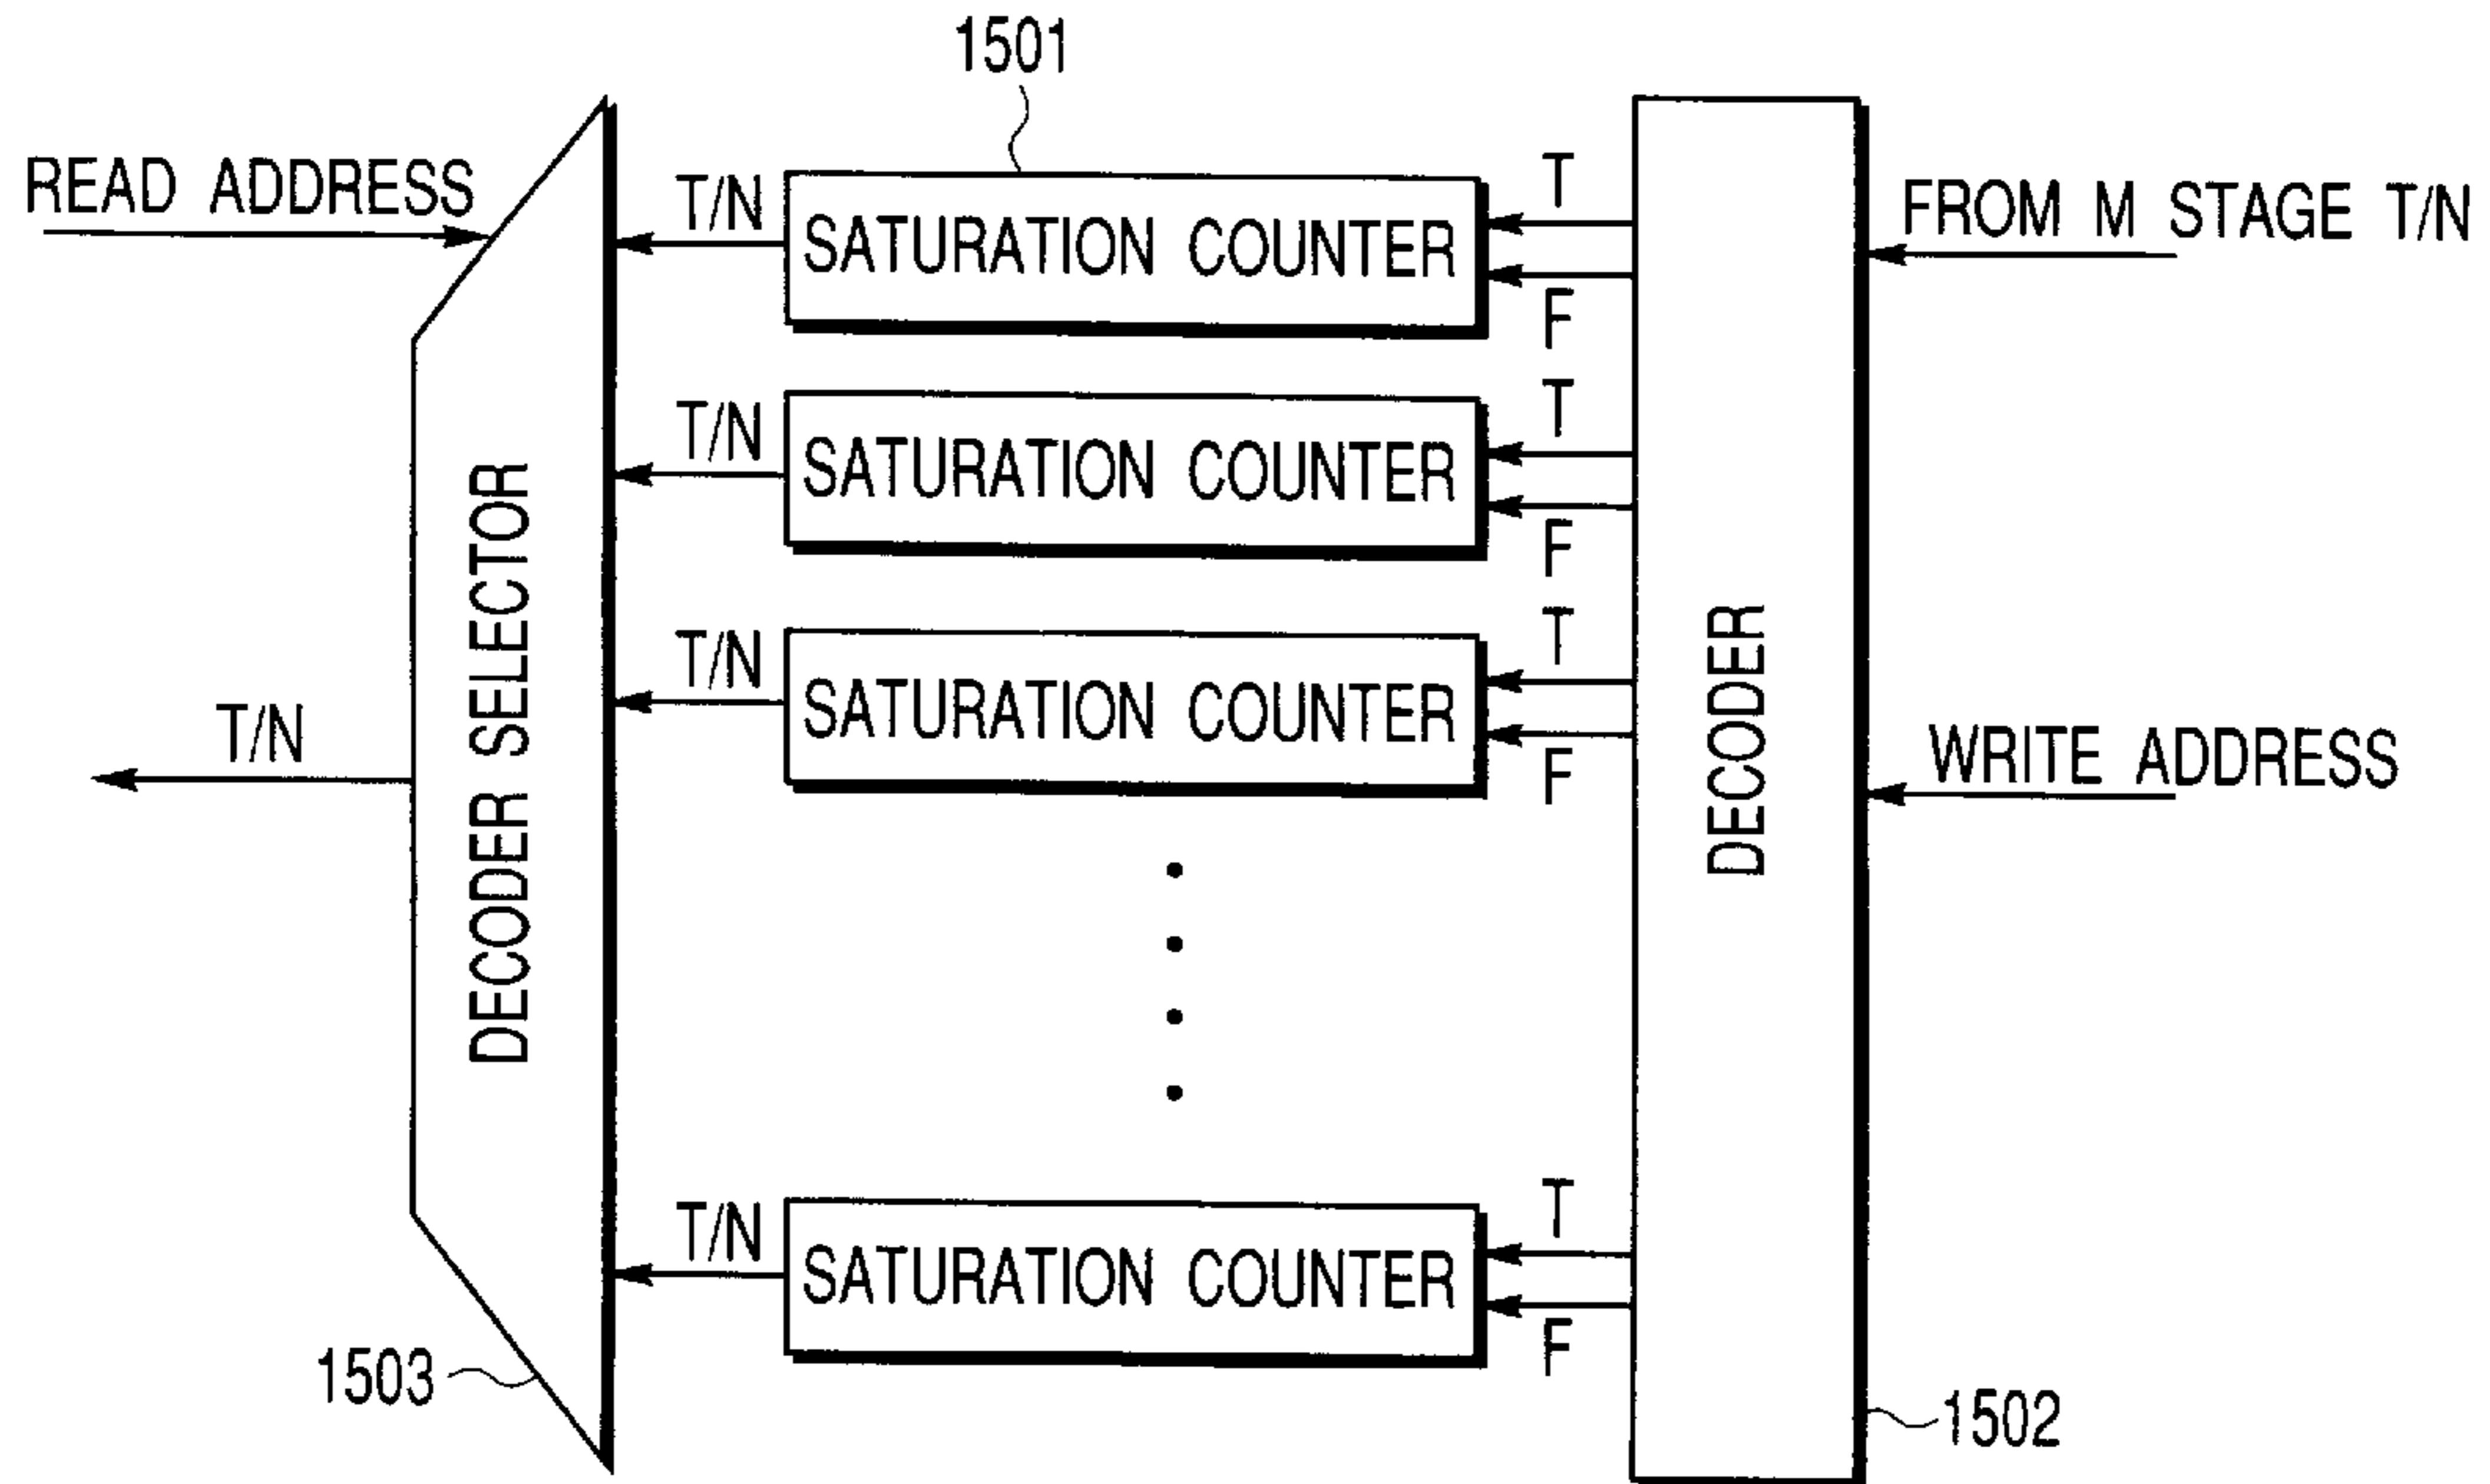 1501
READ ADDRESS
T/N
SATURATION COUNTER
T
F
FROM M STAGE T/N
T/N
SATURATION COUNTER
T
F
T/N
SATURATION COUNTER
T
F
DECODER SELECTOR
T/N
DECODER
WRITE ADDRESS
T/N
SATURATION COUNTER
T
F
1503
1502